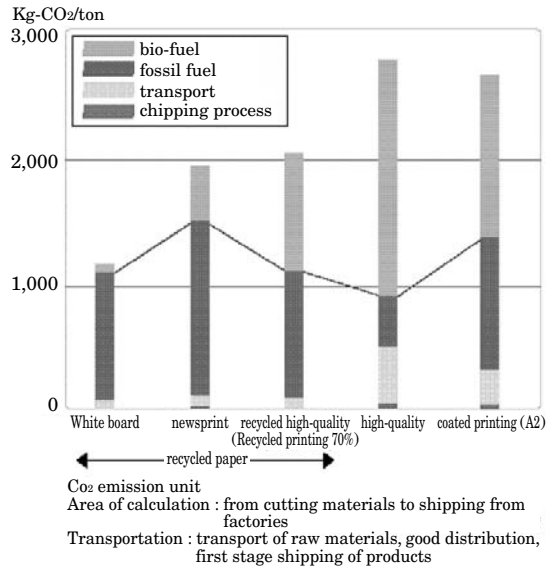 Kg-CO₂/ton
3,000
bio-fuel
fossil fuel
transport
chipping process
2,000
1,000
0
White board newsprint recycled high-quality high-quality coated printing (A2)
(Recycled printing 70%)
recycled paper
Co₂ emission unit
Area of calculation : from cutting materials to shipping from
factories
Transportation : transport of raw materials, good distribution,
first stage shipping of products